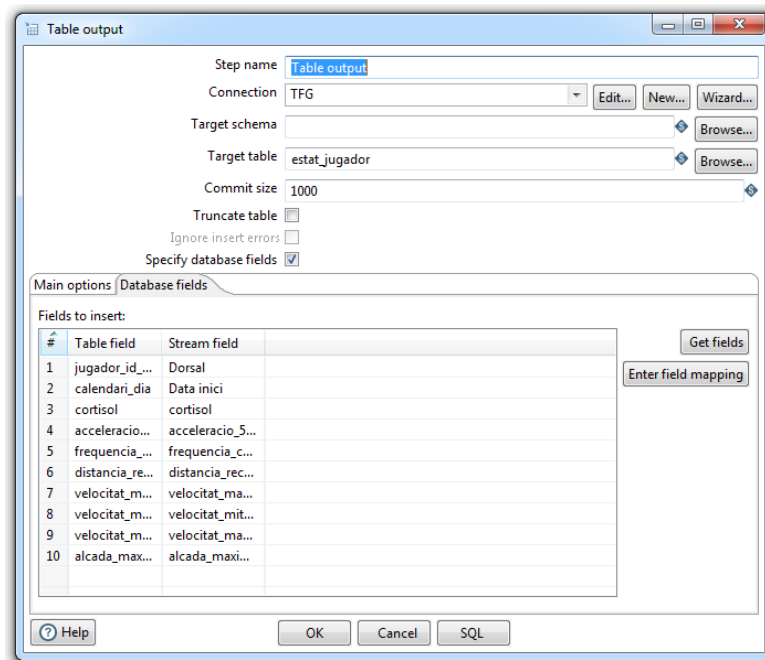 Table output
Step name Table output
Connection TFG Edit... New... Wizard...
Target schema Browse...
Target table estat_jugador Browse...
Commit size 1000
Truncate table
Ignore insert errors
Specify database fields
Main options Database fields
Fields to insert:
# Table field Stream field Get fields
1 jugador_id_... Dorsal
Enter field mapping
2 calendari_dia Data inici
3 cortisol cortisol
4 acceleracio... acceleracio_5...
5 frequencia_... frequencia_c...
6 distancia_re... distancia_rec...
7 velocitat_m... velocitat_ma...
8 velocitat_m... velocitat_mit...
9 velocitat_m... velocitat_ma...
10 alcada_max... alcada_maxi...
Help OK Cancel SQL